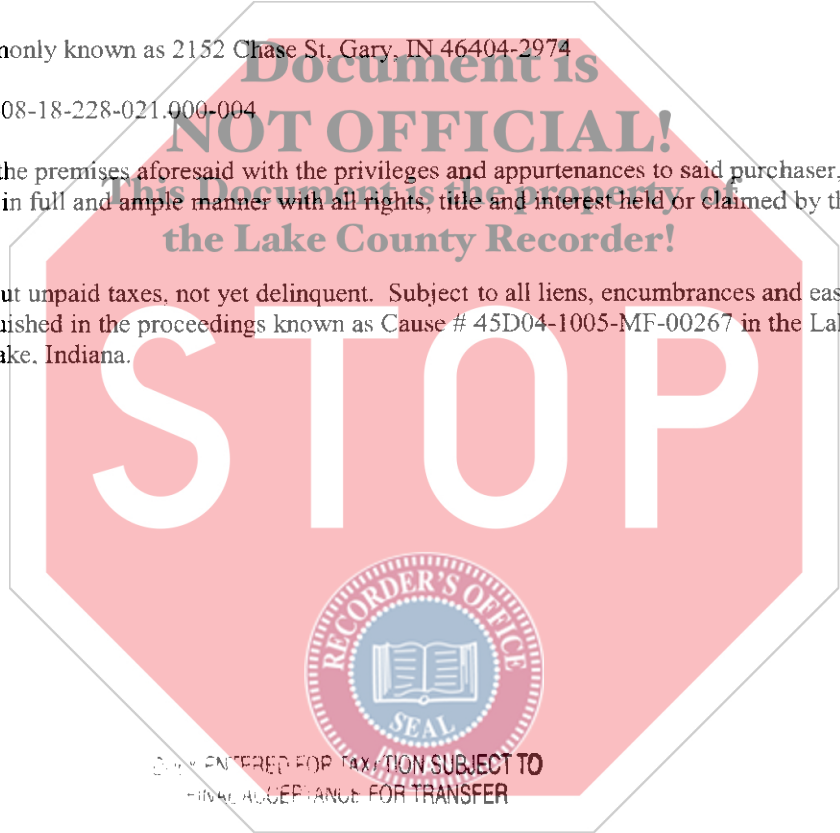 nonly known as 2152 Chase St, Gary, IN 46404-2974
Document is
08-18-228-021.000-004
NOT OFFICIAL!
the premises aforesaid with the privileges and appurtenances to said purchaser,
This Document is the property of
in full and ample manner with all rights, title and interest held or claimed by th
the Lake County Recorder!
ut unpaid taxes, not yet delinquent. Subject to all liens, encumbrances and eas
uished in the proceedings known as Cause # 45D04-1005-MF-00267 in the Lak
ake, Indiana.
STOP
RECORDER'S OFFICE
SEAL
INDIANA
ENTERED FOR TAXATION SUBJECT TO
FINAL ACCEPTANCE FOR TRANSFER